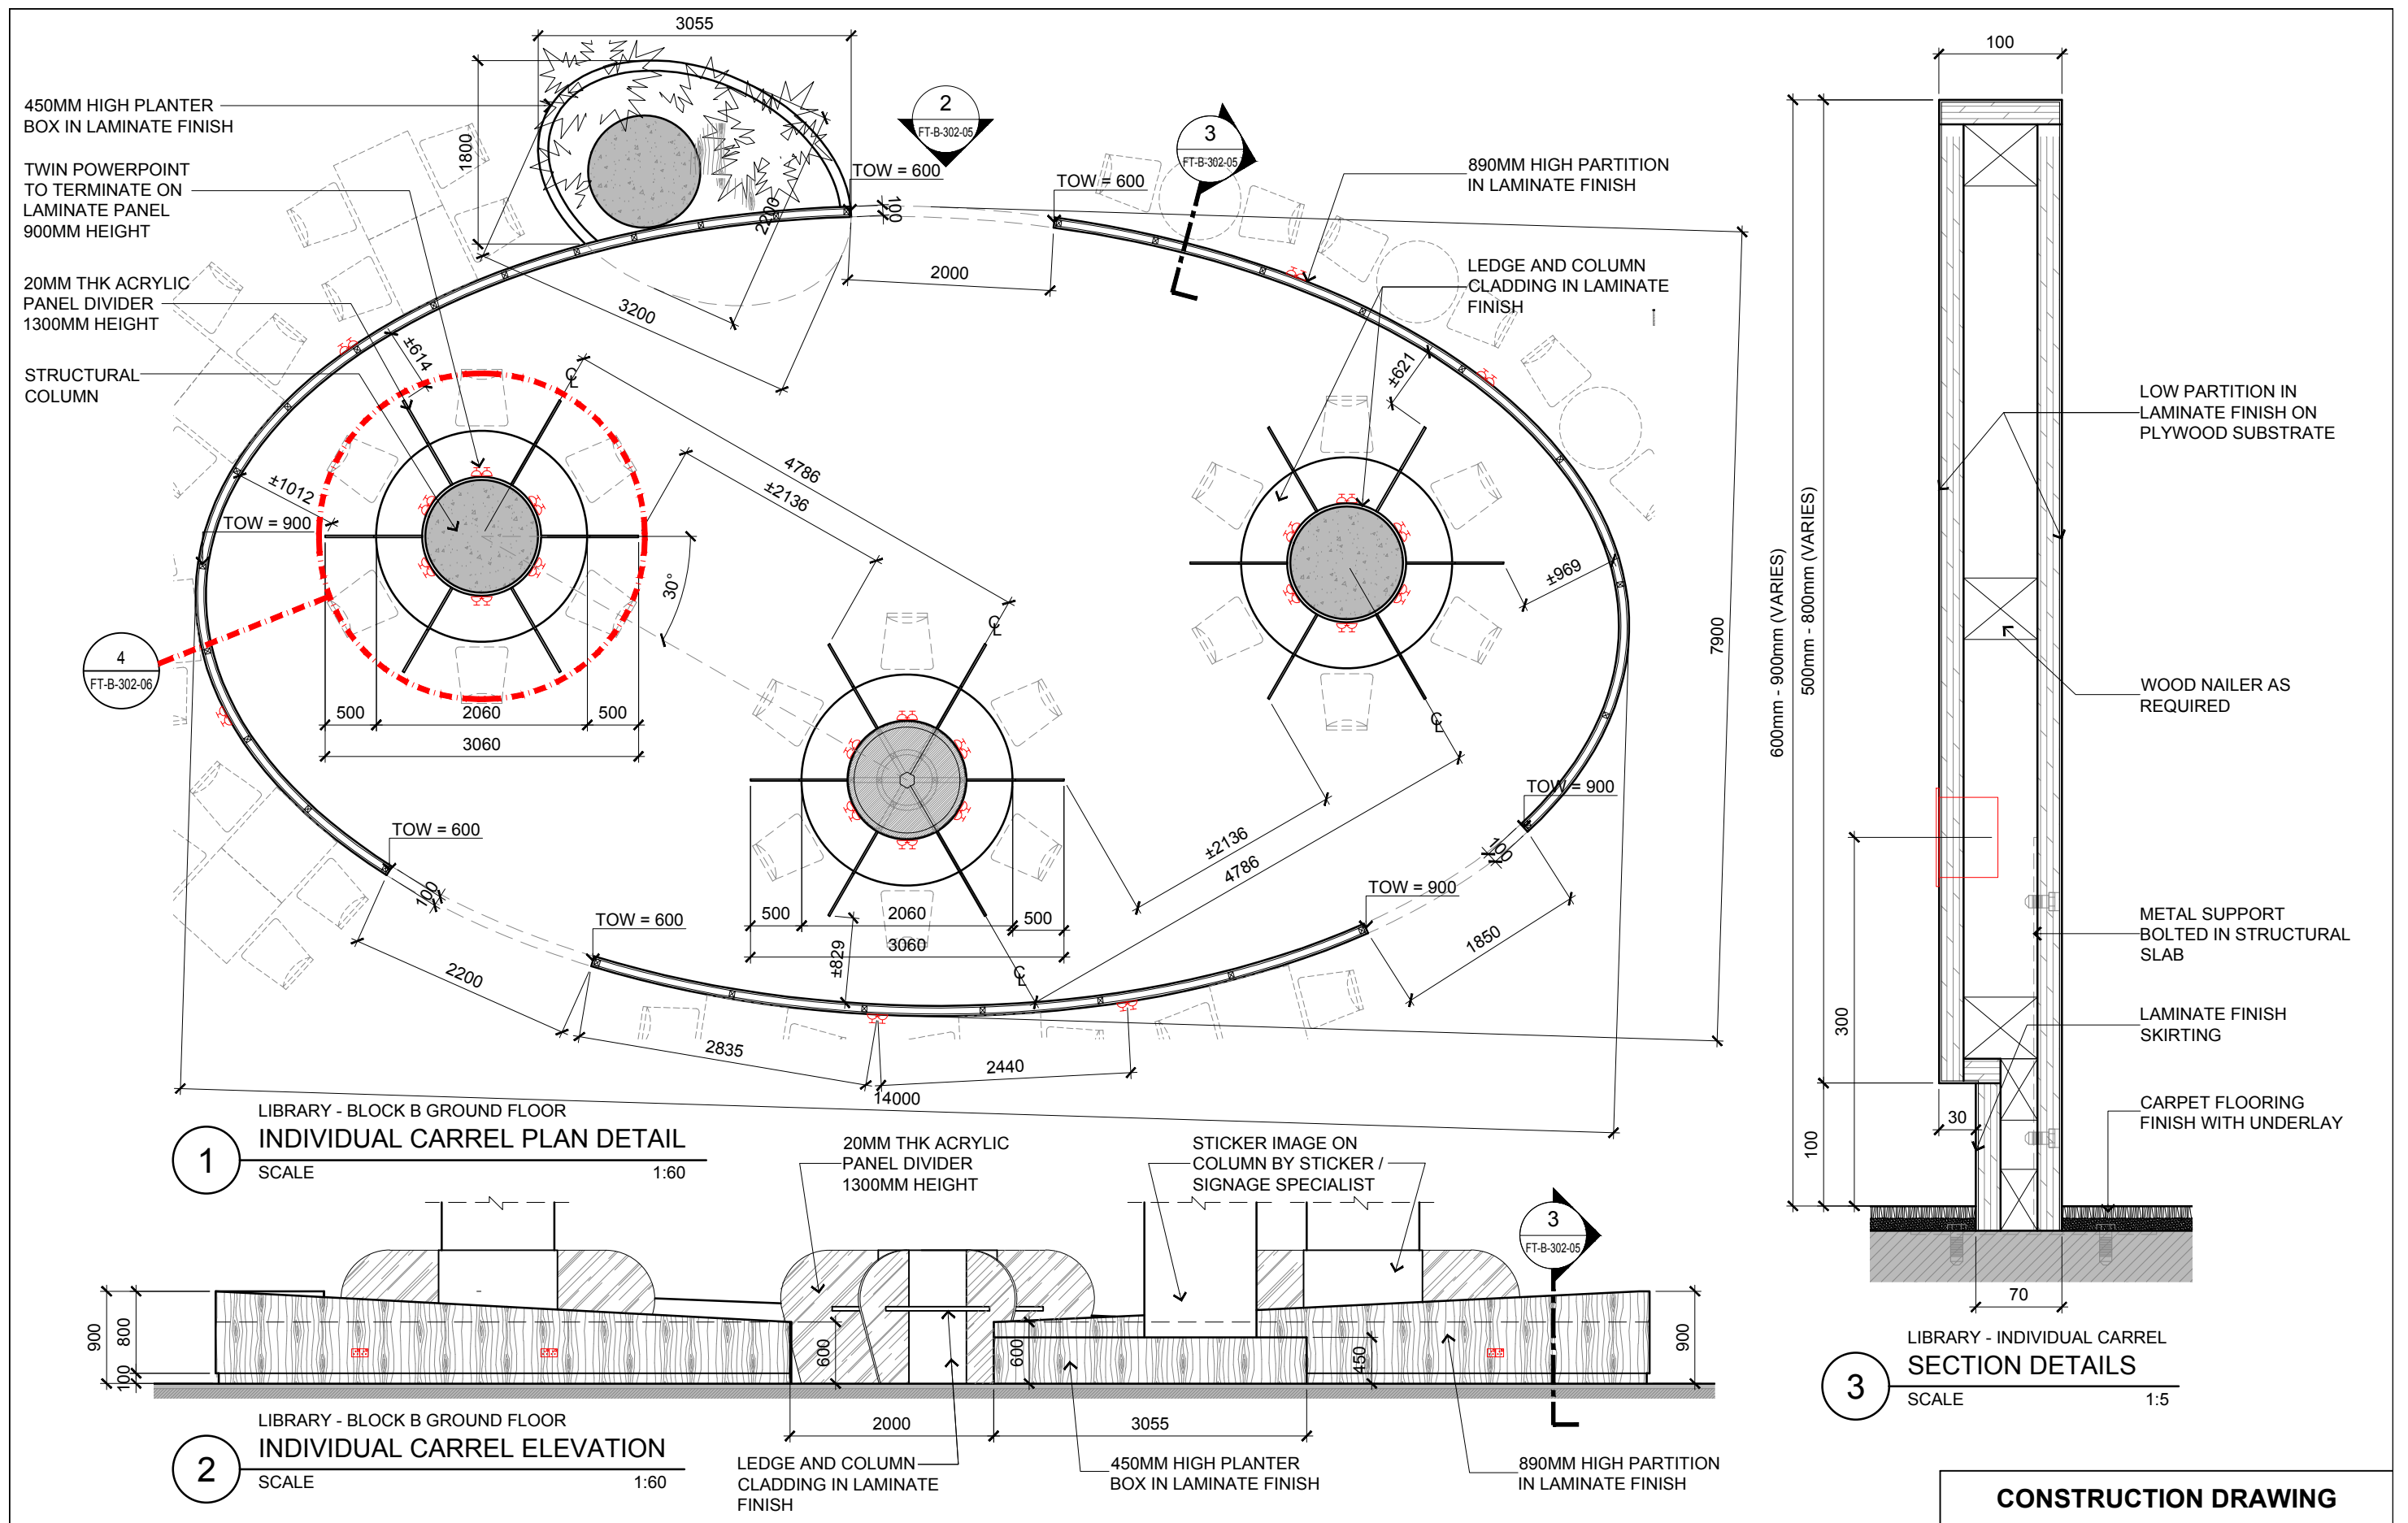 3055
450MM HIGH PLANTER
BOX IN LAMINATE FINISH
TWIN POWERPOINT
TO TERMINATE ON
LAMINATE PANEL
900MM HEIGHT
20MM THK ACRYLIC
PANEL DIVIDER
1300MM HEIGHT
STRUCTURAL
COLUMN
1800
2200
3200
TOW = 600
100
2
FT-B-302-05
TOW = 600
3
FT-B-302-05
2000
890MM HIGH PARTITION
IN LAMINATE FINISH
LEDGE AND COLUMN
CLADDING IN LAMINATE
FINISH
±614
±1012
TOW = 900
CL
4786
±2136
30°
±621
±969
7900
4
FT-B-302-06
500
2060
500
3060
CL
CL
TOW = 900
100
TOW = 600
100
2200
TOW = 600
500
2060
500
3060
±829
CL
±2136
4786
TOW = 900
1850
2835
2440
14000
1
LIBRARY - BLOCK B GROUND FLOOR
INDIVIDUAL CARREL PLAN DETAIL
SCALE 1:60
20MM THK ACRYLIC
PANEL DIVIDER
1300MM HEIGHT
STICKER IMAGE ON
COLUMN BY STICKER /
SIGNAGE SPECIALIST
3
FT-B-302-05
900
800
100
600
600
450
900
2000
3055
2
LIBRARY - BLOCK B GROUND FLOOR
INDIVIDUAL CARREL ELEVATION
SCALE 1:60
LEDGE AND COLUMN
CLADDING IN LAMINATE
FINISH
450MM HIGH PLANTER
BOX IN LAMINATE FINISH
890MM HIGH PARTITION
IN LAMINATE FINISH
100
600mm - 900mm (VARIES)
500mm - 800mm (VARIES)
300
100
30
70
LOW PARTITION IN
LAMINATE FINISH ON
PLYWOOD SUBSTRATE
WOOD NAILER AS
REQUIRED
METAL SUPPORT
BOLTED IN STRUCTURAL
SLAB
LAMINATE FINISH
SKIRTING
CARPET FLOORING
FINISH WITH UNDERLAY
3
LIBRARY - INDIVIDUAL CARREL
SECTION DETAILS
SCALE 1:5
CONSTRUCTION DRAWING